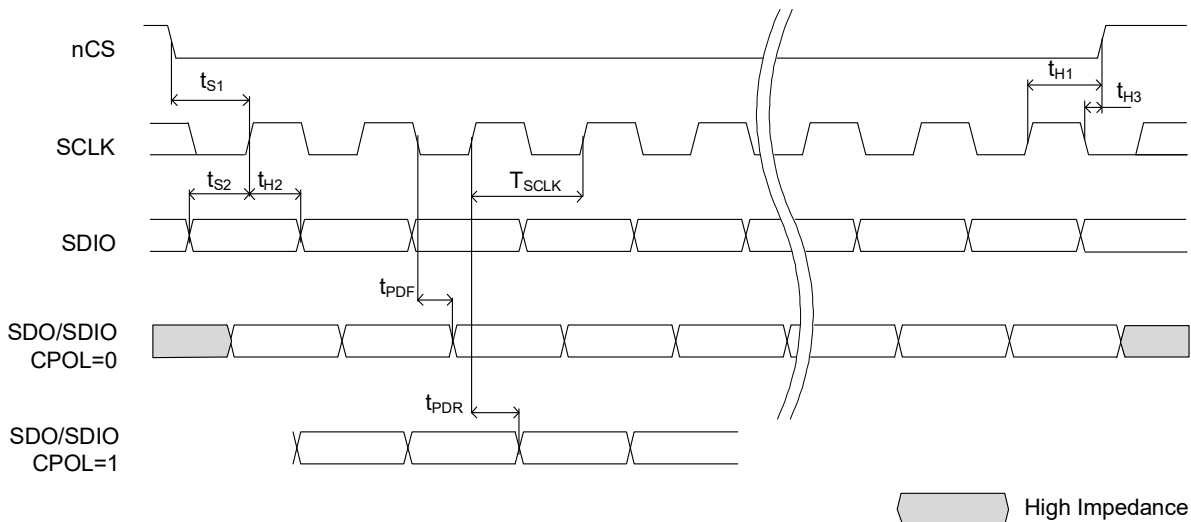 nCS
tS1
tH1
tH3
SCLK
tS2
tH2
TSCLK
SDIO
tPDF
SDO/SDIO
CPOL=0
tPDR
SDO/SDIO
CPOL=1
High Impedance